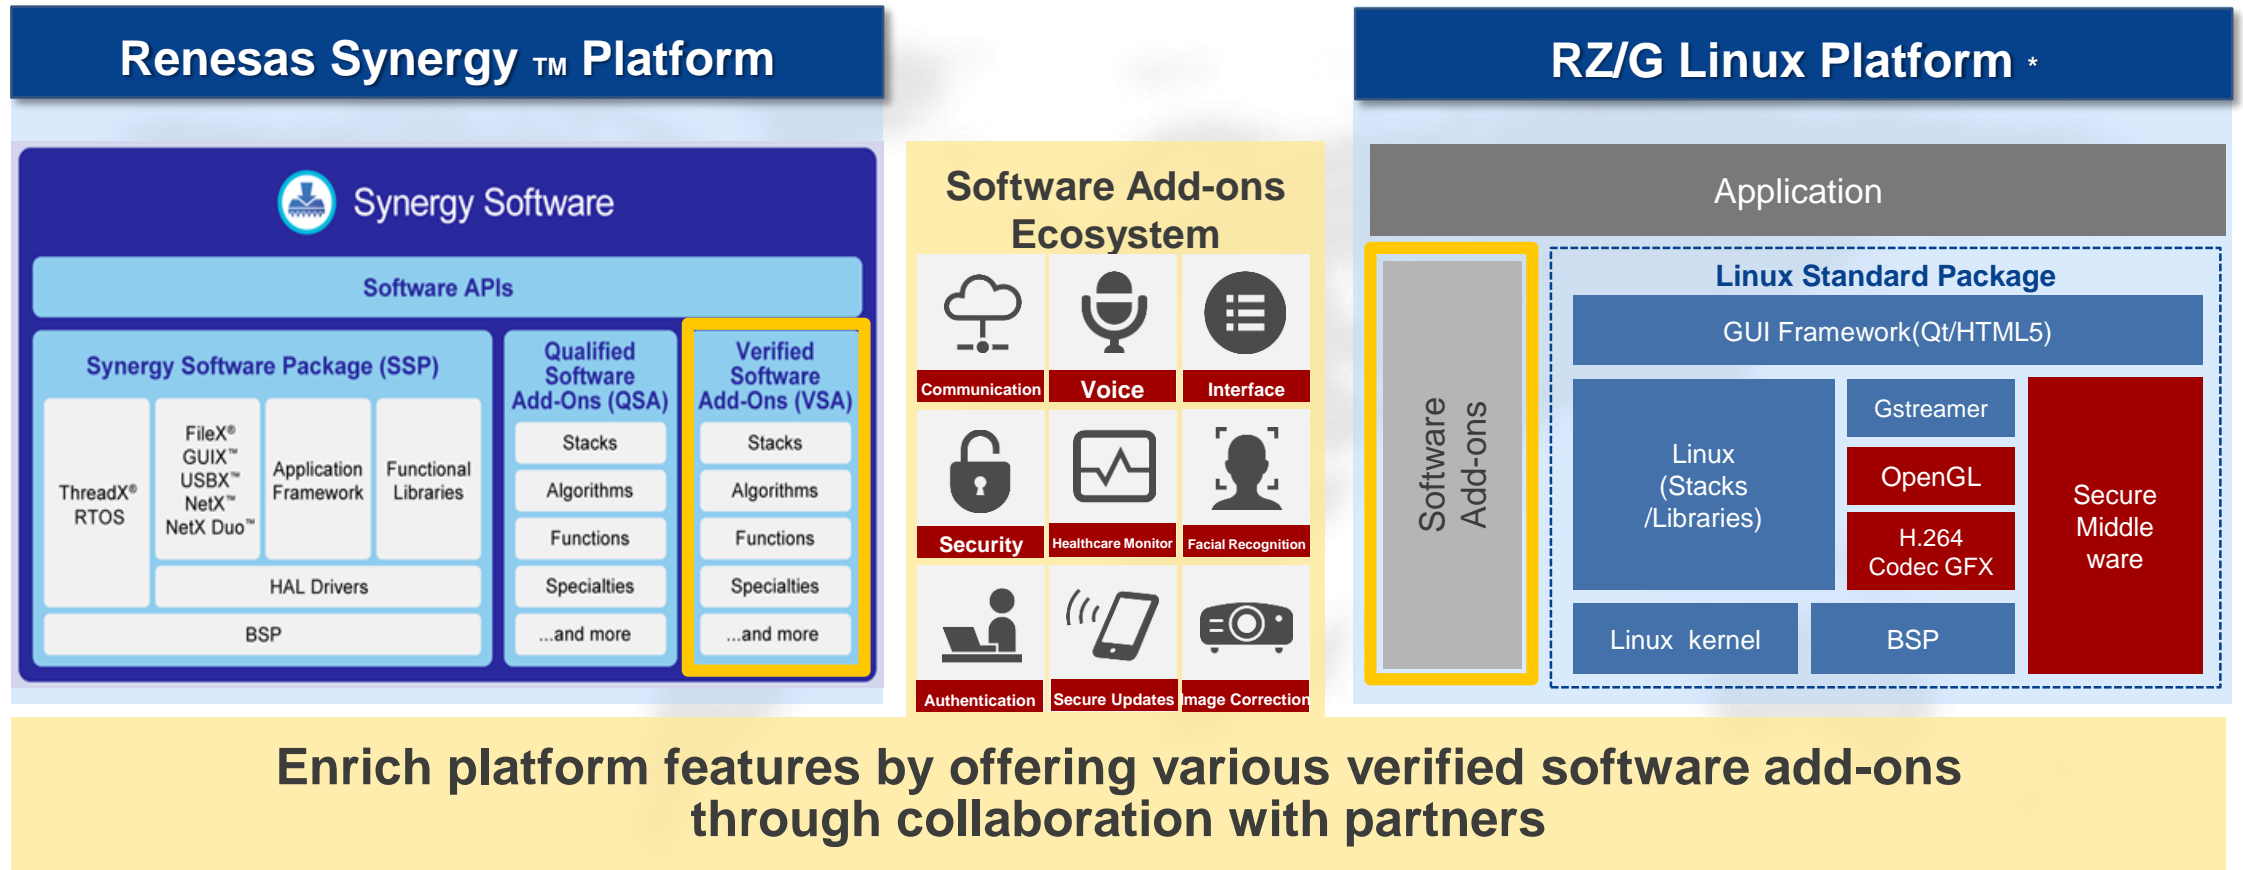 Renesas Synergy TM Platform
Synergy Software
Software APIs
Synergy Software Package (SSP)
ThreadX®
RTOS
FileX®
GUIX™
USBX™
NetX™
NetX Duo™
Application
Framework
Functional
Libraries
HAL Drivers
BSP
Qualified
Software
Add-Ons (QSA)
Stacks
Algorithms
Functions
Specialties
...and more
Verified
Software
Add-Ons (VSA)
Stacks
Algorithms
Functions
Specialties
...and more
Software Add-ons
Ecosystem
Communication
Voice
Interface
Security
Healthcare Monitor
Facial Recognition
Authentication
Secure Updates
Image Correction
RZ/G Linux Platform *
Application
Software
Add-ons
Linux Standard Package
GUI Framework(Qt/HTML5)
Linux
(Stacks
/Libraries)
Gstreamer
OpenGL
H.264
Codec GFX
Secure
Middle
ware
Linux kernel
BSP
Enrich platform features by offering various verified software add-ons
through collaboration with partners